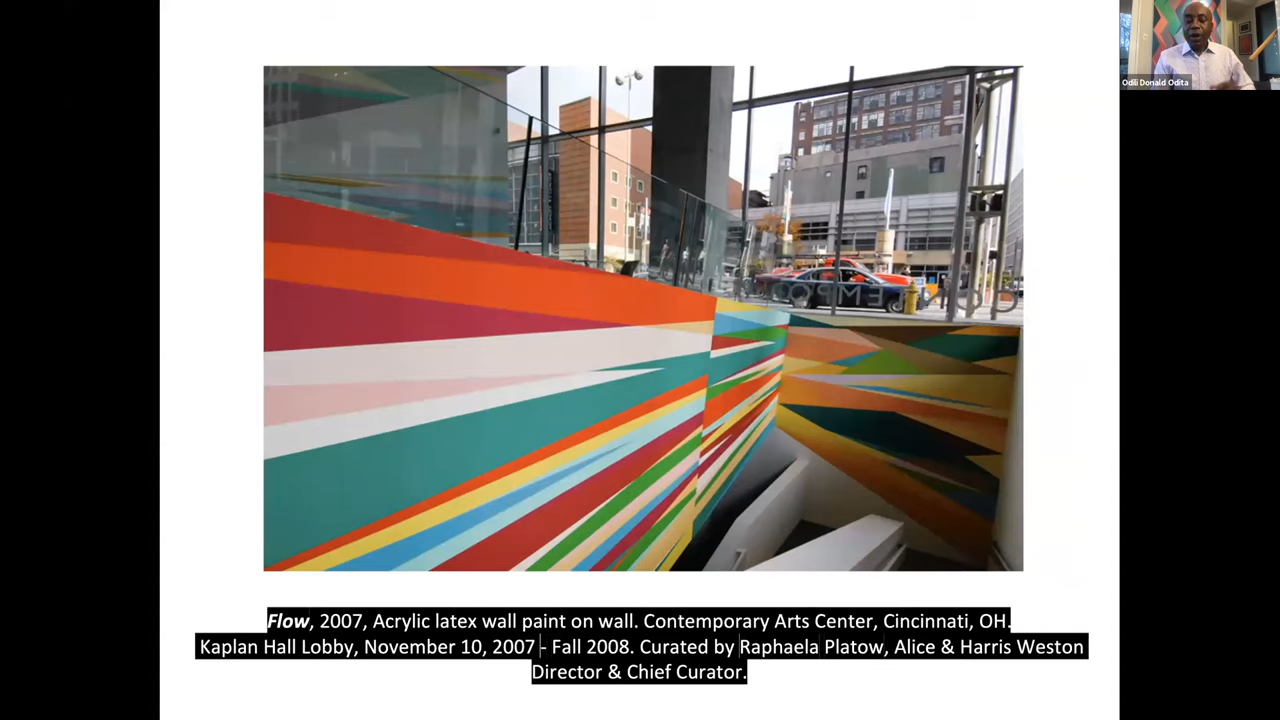 Odili Donald Odita
EMPO
Flow, 2007, Acrylic latex wall paint on wall. Contemporary Arts Center, Cincinnati, OH.
Kaplan Hall Lobby, November 10, 2007 - Fall 2008. Curated by Raphaela Platow, Alice & Harris Weston
Director & Chief Curator.